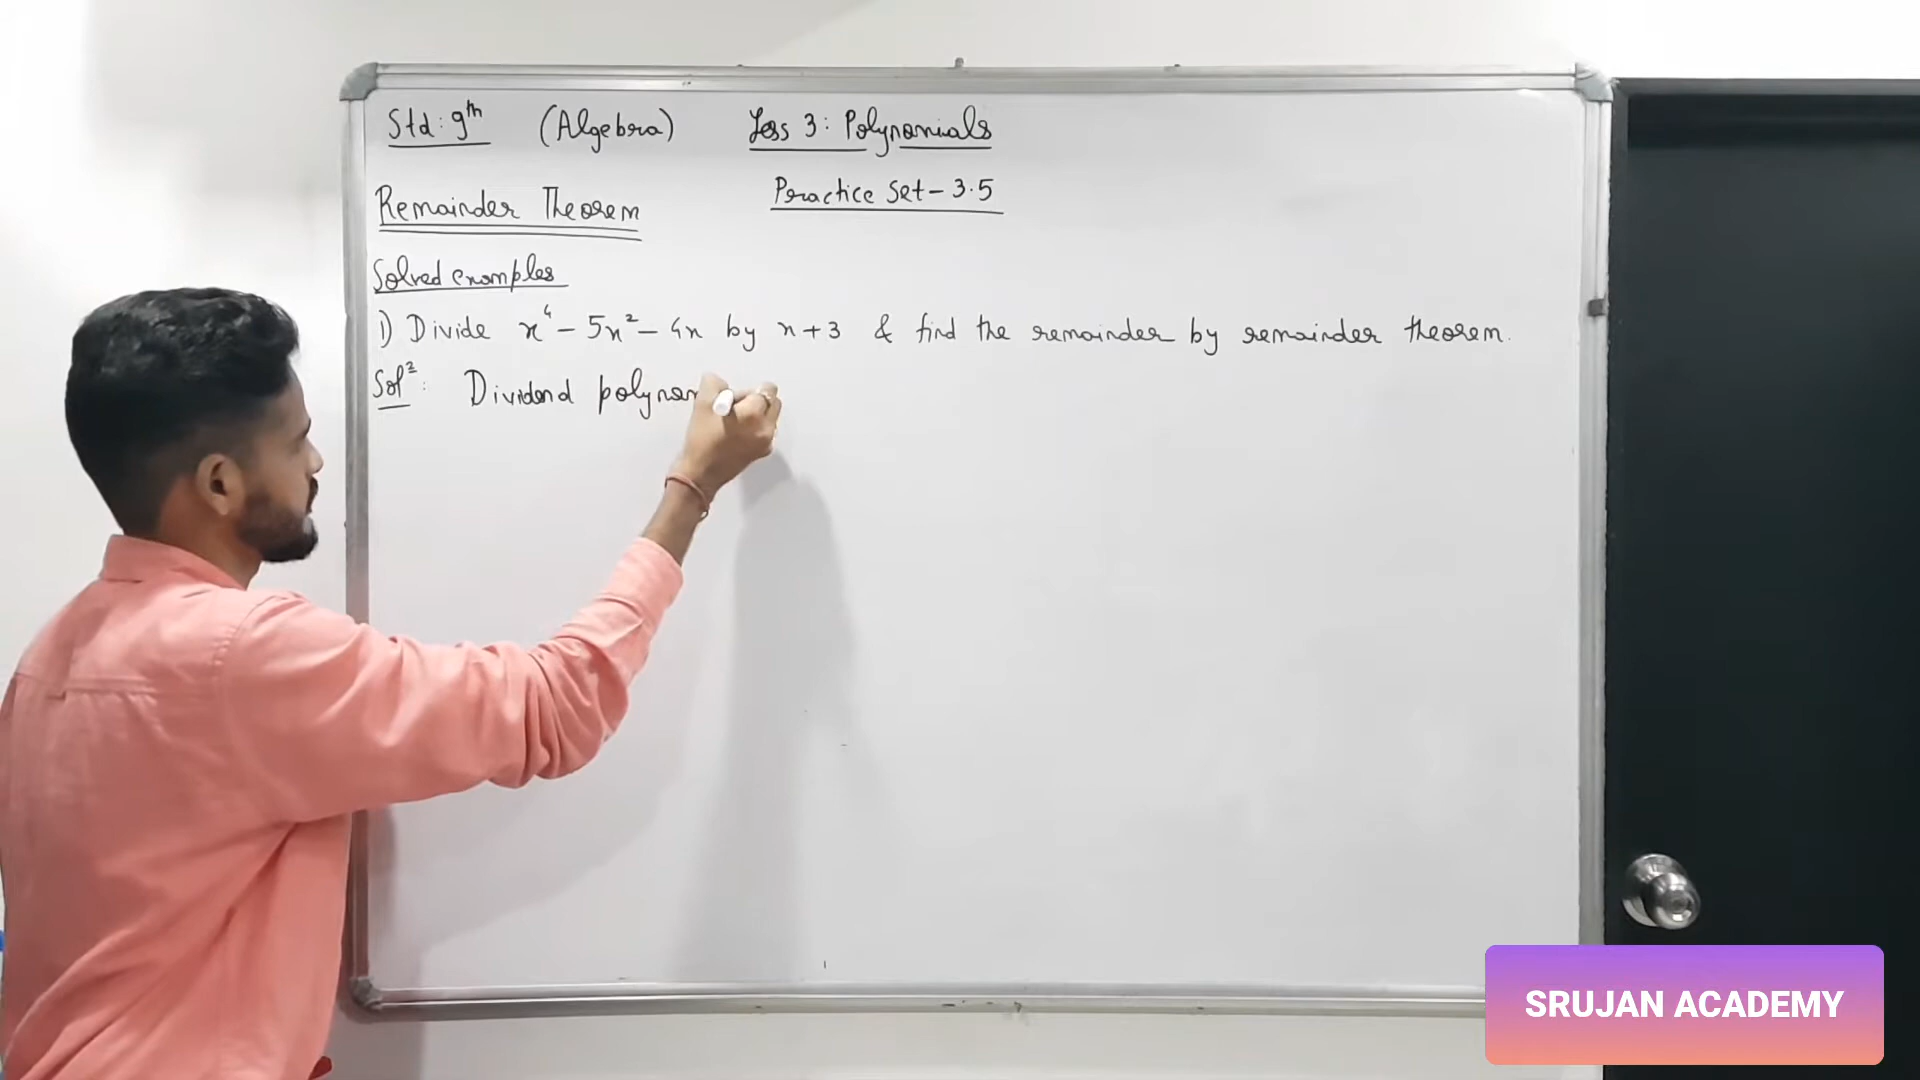 Std: 9th (Algebra) Less 3: Polynomials
Practice Set - 3.5
Remainder Theorem
Solved examples
1) Divide x⁴ - 5x² - 4x by x + 3 & find the remainder by remainder theorem.
Solⁿ: Dividend polynom
SRUJAN ACADEMY